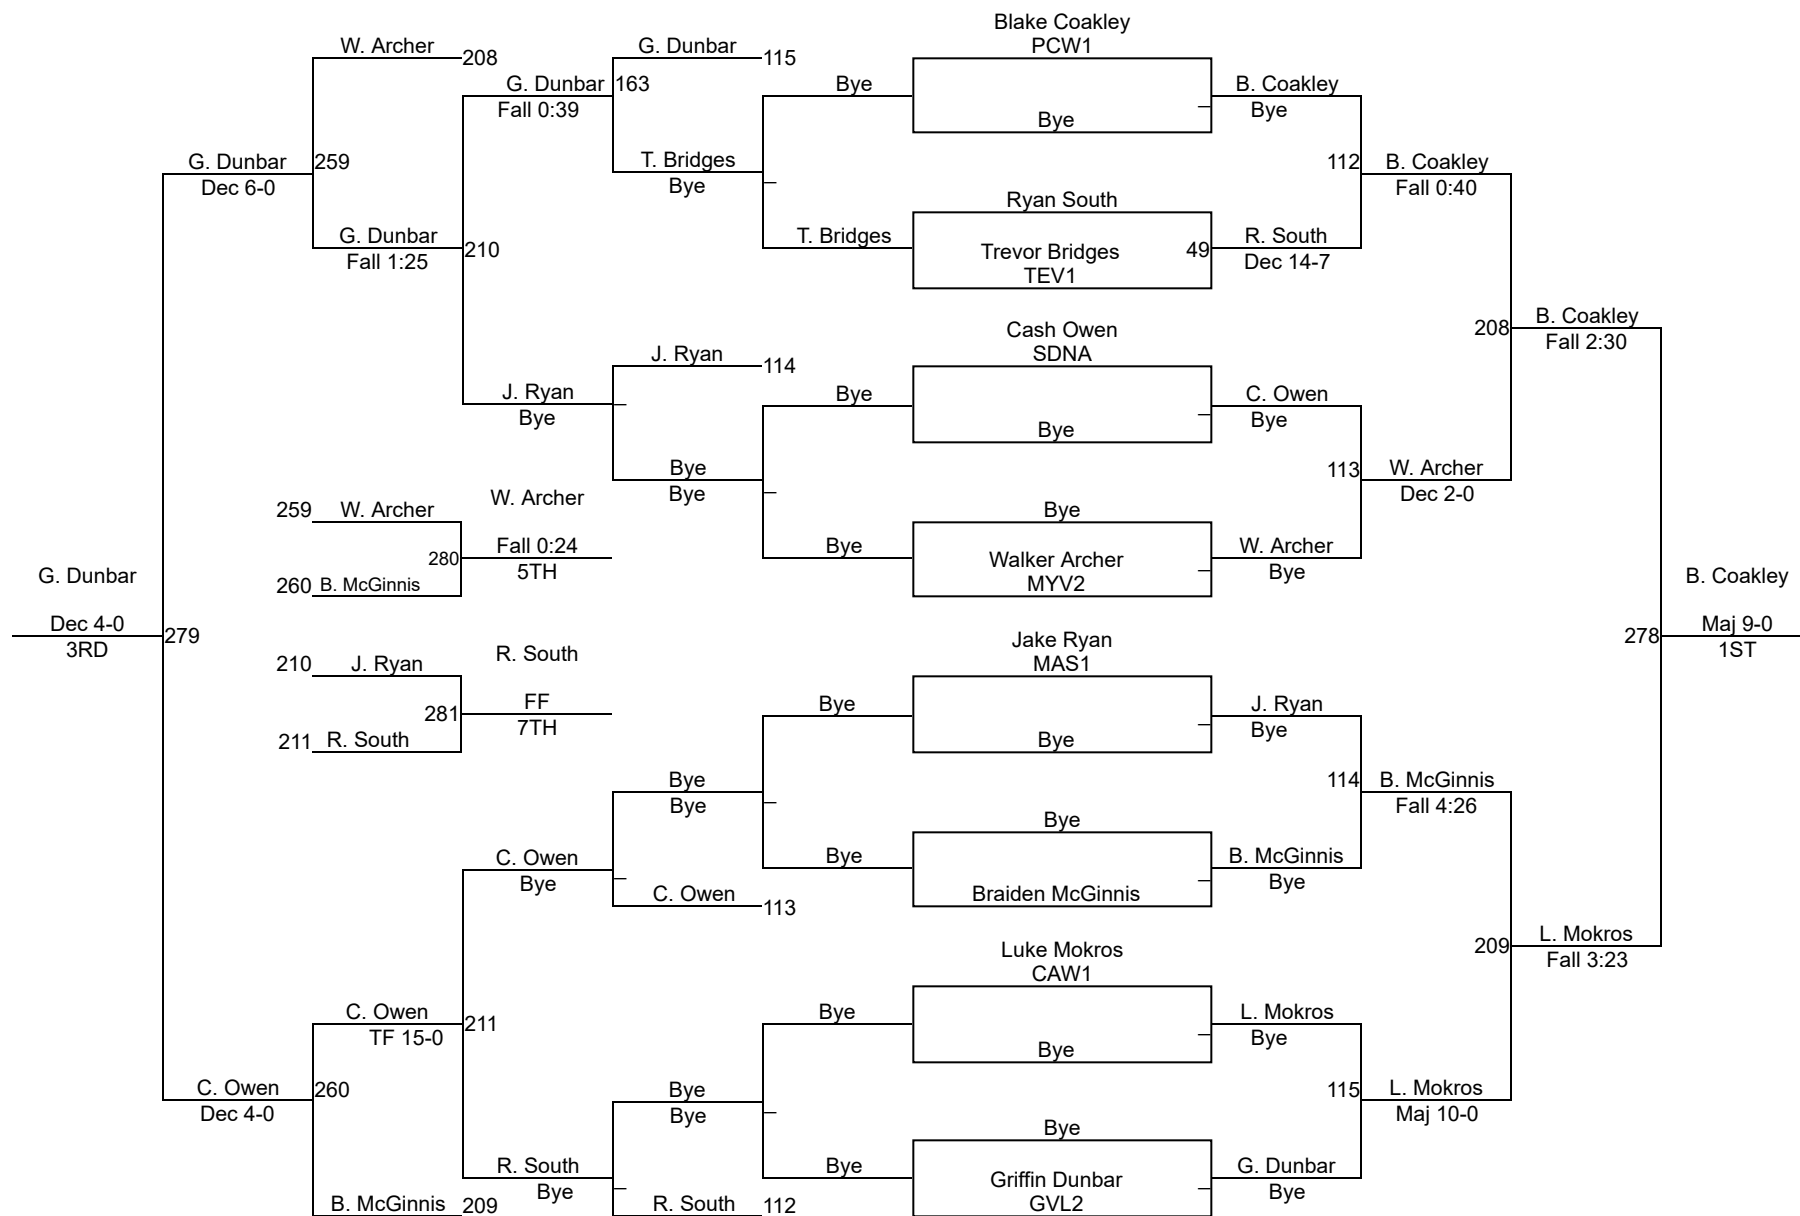 Blake Coakley
PCW1
W. Archer
208
G. Dunbar
115
G. Dunbar
163
Fall 0:39
Bye
B. Coakley
Bye
Bye
G. Dunbar
259
Dec 6-0
T. Bridges
Bye
112
B. Coakley
Fall 0:40
Ryan South
G. Dunbar
210
Fall 1:25
T. Bridges
Trevor Bridges
TEV1
49
R. South
Dec 14-7
Cash Owen
SDNA
208
B. Coakley
Fall 2:30
J. Ryan
114
J. Ryan
Bye
Bye
C. Owen
Bye
Bye
Bye
Bye
113
W. Archer
Dec 2-0
259
W. Archer
W. Archer
Bye
280
Fall 0:24
5TH
Bye
Walker Archer
MYV2
W. Archer
Bye
260
B. McGinnis
G. Dunbar
Dec 4-0
3RD
279
B. Coakley
278
Maj 9-0
1ST
Jake Ryan
MAS1
210
J. Ryan
R. South
281
FF
7TH
211
R. South
Bye
J. Ryan
Bye
Bye
Bye
Bye
114
B. McGinnis
Fall 4:26
Bye
C. Owen
Bye
Bye
B. McGinnis
Bye
Braiden McGinnis
C. Owen
113
Luke Mokros
CAW1
209
L. Mokros
Fall 3:23
C. Owen
211
TF 15-0
Bye
L. Mokros
Bye
Bye
C. Owen
260
Dec 4-0
Bye
Bye
115
L. Mokros
Maj 10-0
Bye
R. South
Bye
Bye
Griffin Dunbar
GVL2
G. Dunbar
Bye
B. McGinnis
209
R. South
112